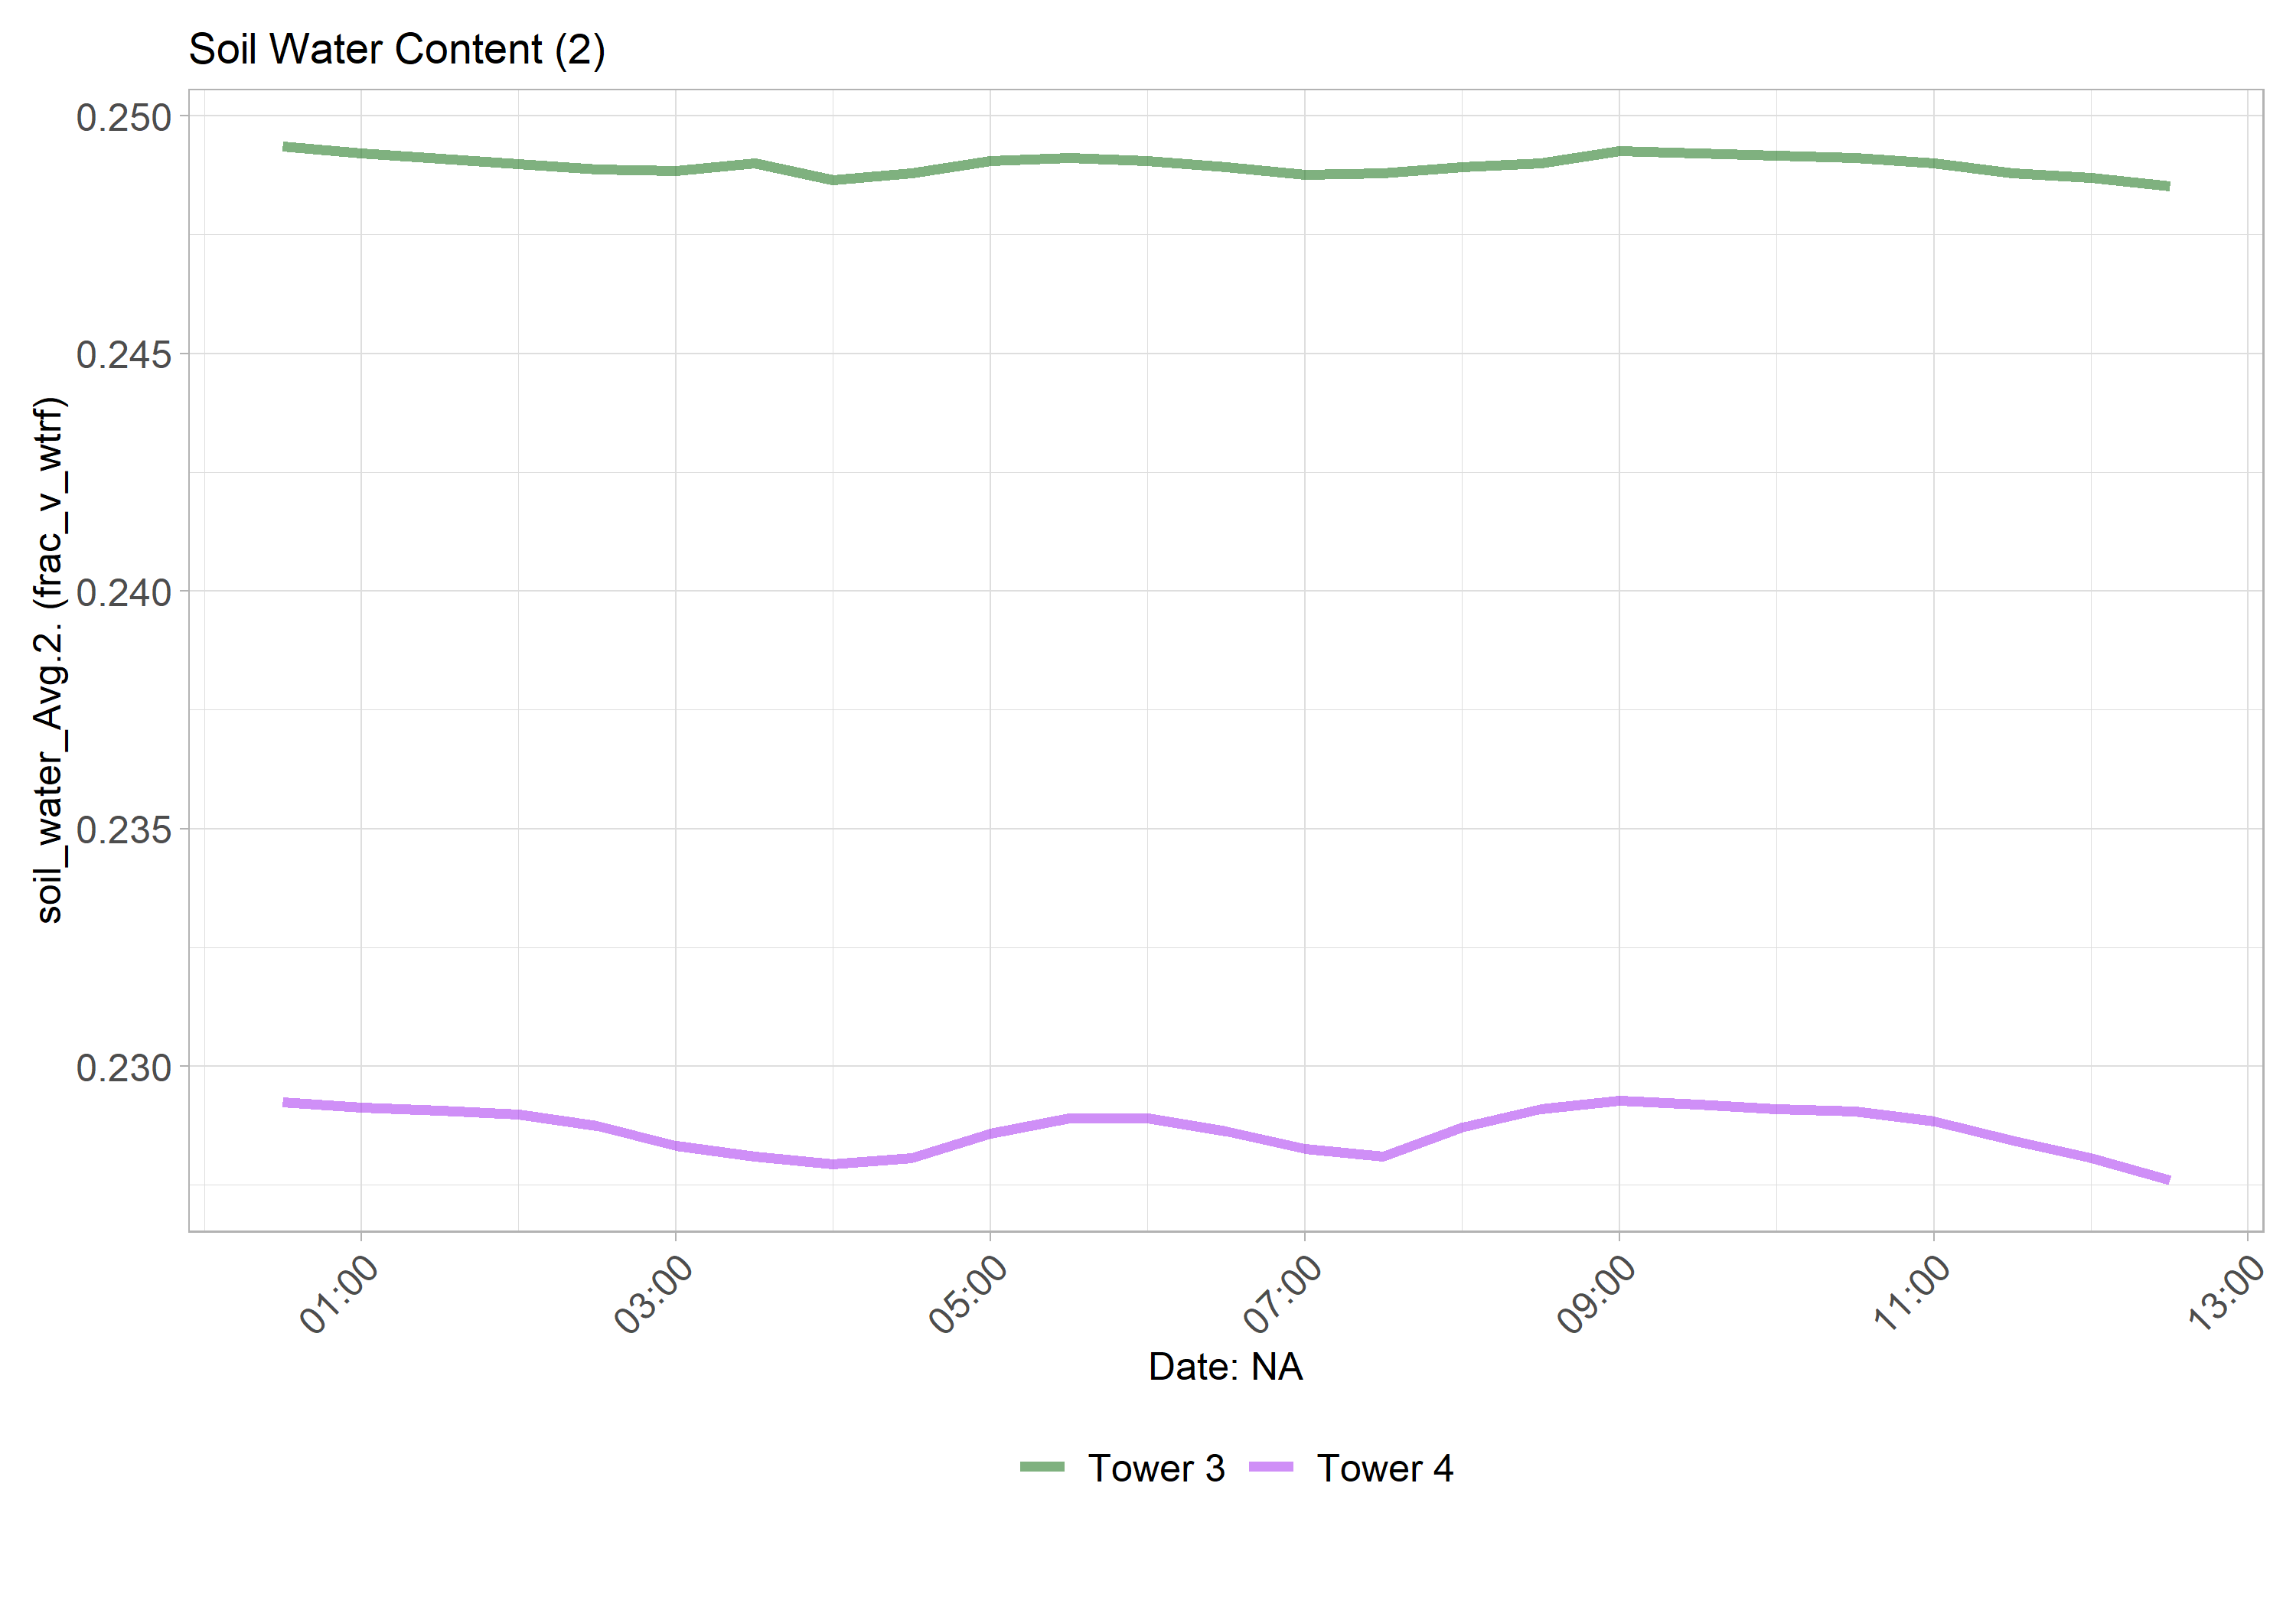 Soil Water Content (2)
soil_water_Avg.2. (frac_v_wtrf)
0.250
0.245
0.240
0.235
0.230
01:00
03:00
05:00
07:00
09:00
11:00
13:00
Date: NA
Tower 3
Tower 4